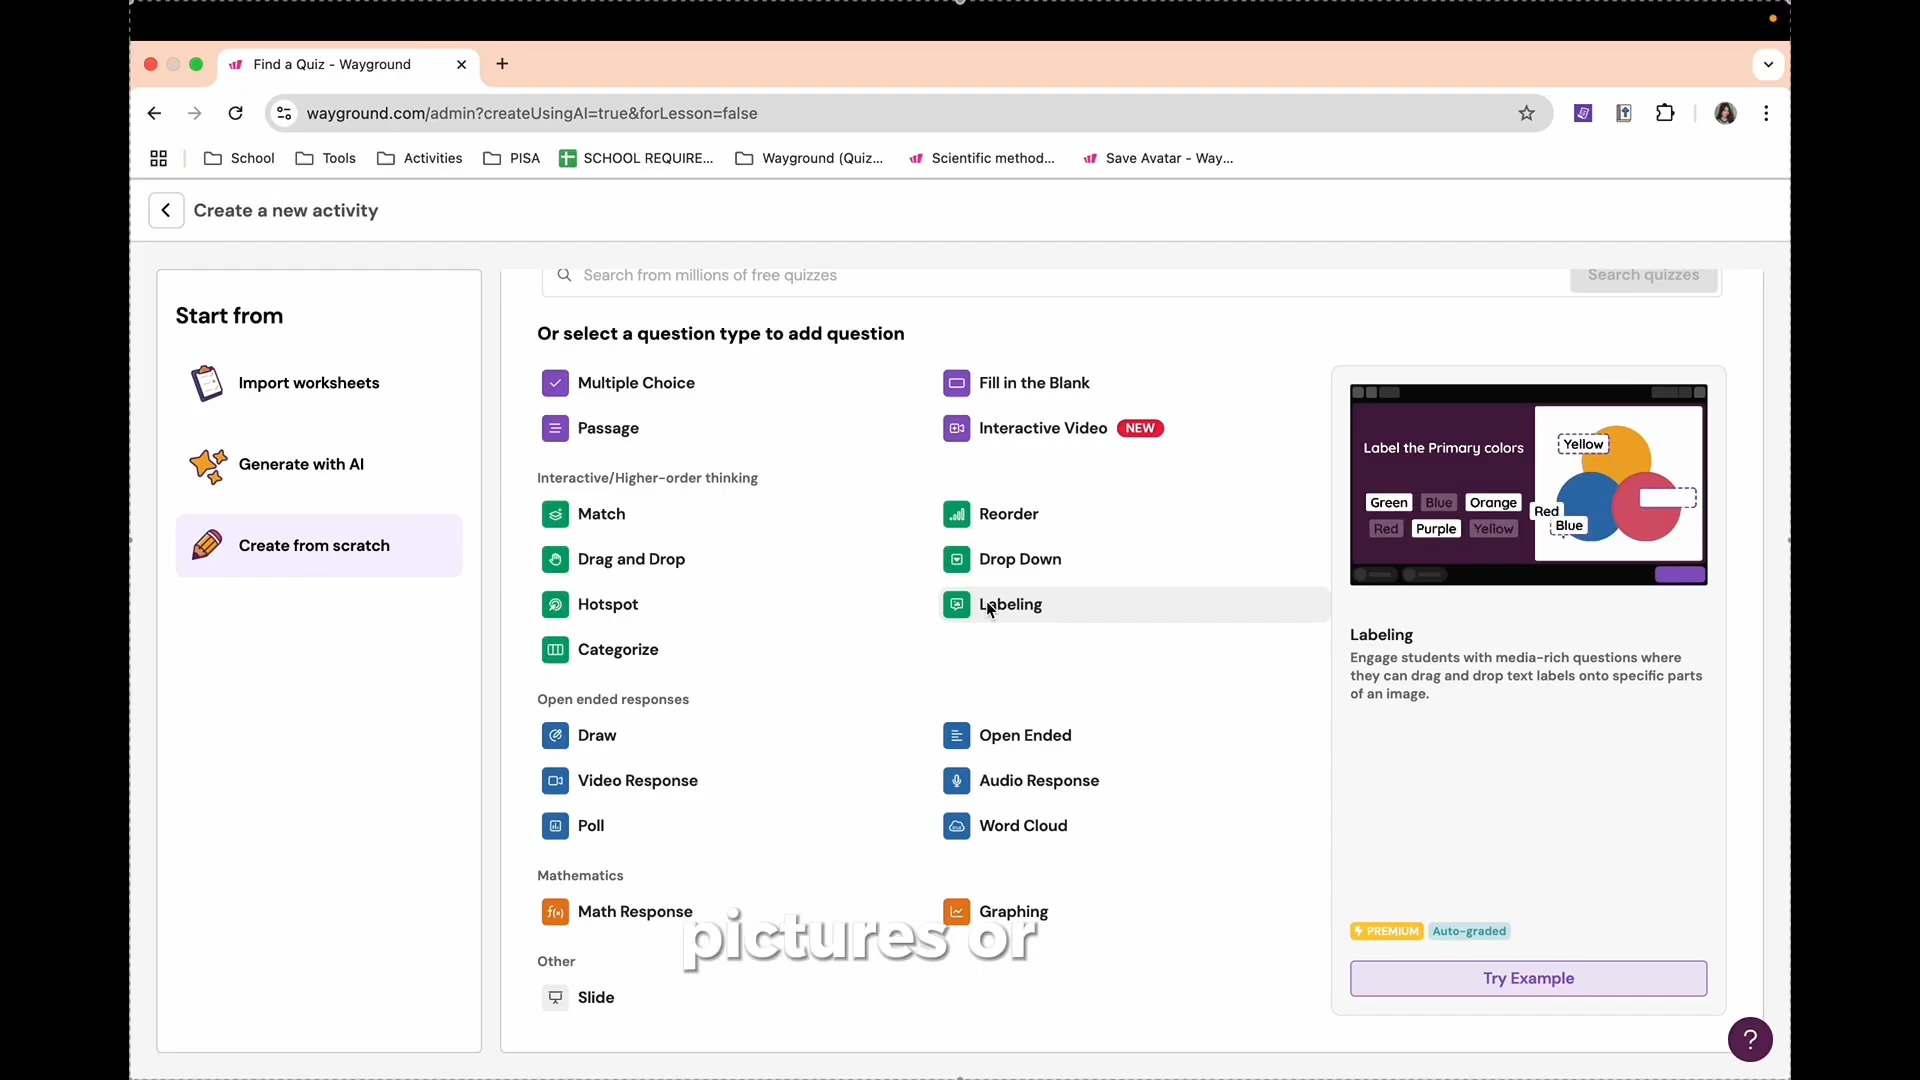 Find a Quiz - Wayground
wayground.com/admin?createUsingAI=true&forLesson=false
School
Tools
Activities
PISA
SCHOOL REQUIRE...
Wayground (Quiz...
Scientific method...
Save Avatar - Way...
Create a new activity
Start from
Import worksheets
Generate with AI
Create from scratch
Search from millions of free quizzes
Search quizzes
Or select a question type to add question
Multiple Choice
Fill in the Blank
Passage
Interactive Video NEW
Interactive/Higher-order thinking
Match
Reorder
Drag and Drop
Drop Down
Hotspot
Labeling
Categorize
Open ended responses
Draw
Open Ended
Video Response
Audio Response
Poll
Word Cloud
Mathematics
f(x) Math Response
Graphing
pictures or
Other
Slide
Label the Primary colors
Green Blue Orange
Red Purple Yellow
Yellow
Red
Blue
Labeling
Engage students with media-rich questions where
they can drag and drop text labels onto specific parts
of an image.
PREMIUM Auto-graded
Try Example
?